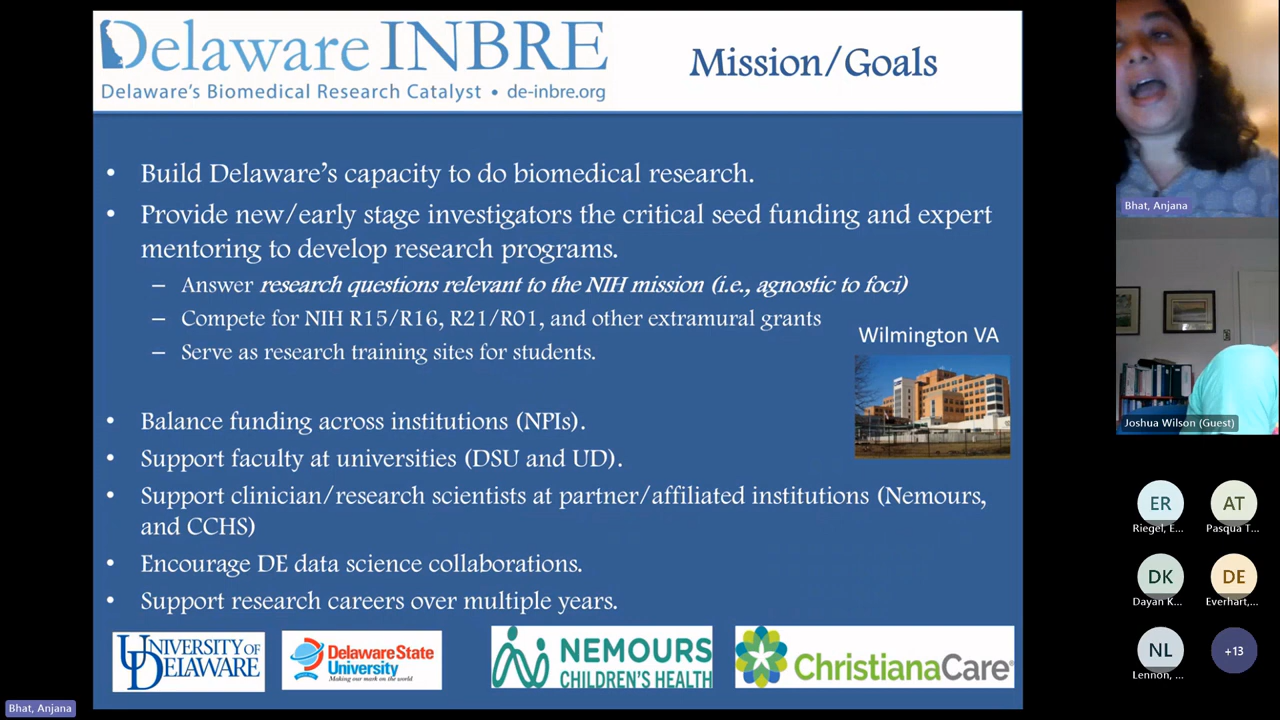 Delaware INBRE
Delaware's Biomedical Research Catalyst • de-inbre.org
Mission/Goals
• Build Delaware's capacity to do biomedical research.
• Provide new/early stage investigators the critical seed funding and expert
mentoring to develop research programs.
– Answer research questions relevant to the NIH mission (i.e., agnostic to foci)
– Compete for NIH R15/R16, R21/R01, and other extramural grants
– Serve as research training sites for students.
Wilmington VA
• Balance funding across institutions (NPIs).
• Support faculty at universities (DSU and UD).
• Support clinician/research scientists at partner/affiliated institutions (Nemours,
and CCHS)
• Encourage DE data science collaborations.
• Support research careers over multiple years.
UNIVERSITY OF
DELAWARE
UD
Delaware State
University
Making our mark on the world
NEMOURS
CHILDREN'S HEALTH
ChristianaCare®
Bhat, Anjana
Bhat, Anjana
Joshua Wilson (Guest)
ER
Riegel, E...
AT
Pasqua T...
DK
Dayan K...
DE
Everhart,...
NL
Lennon, ...
+13